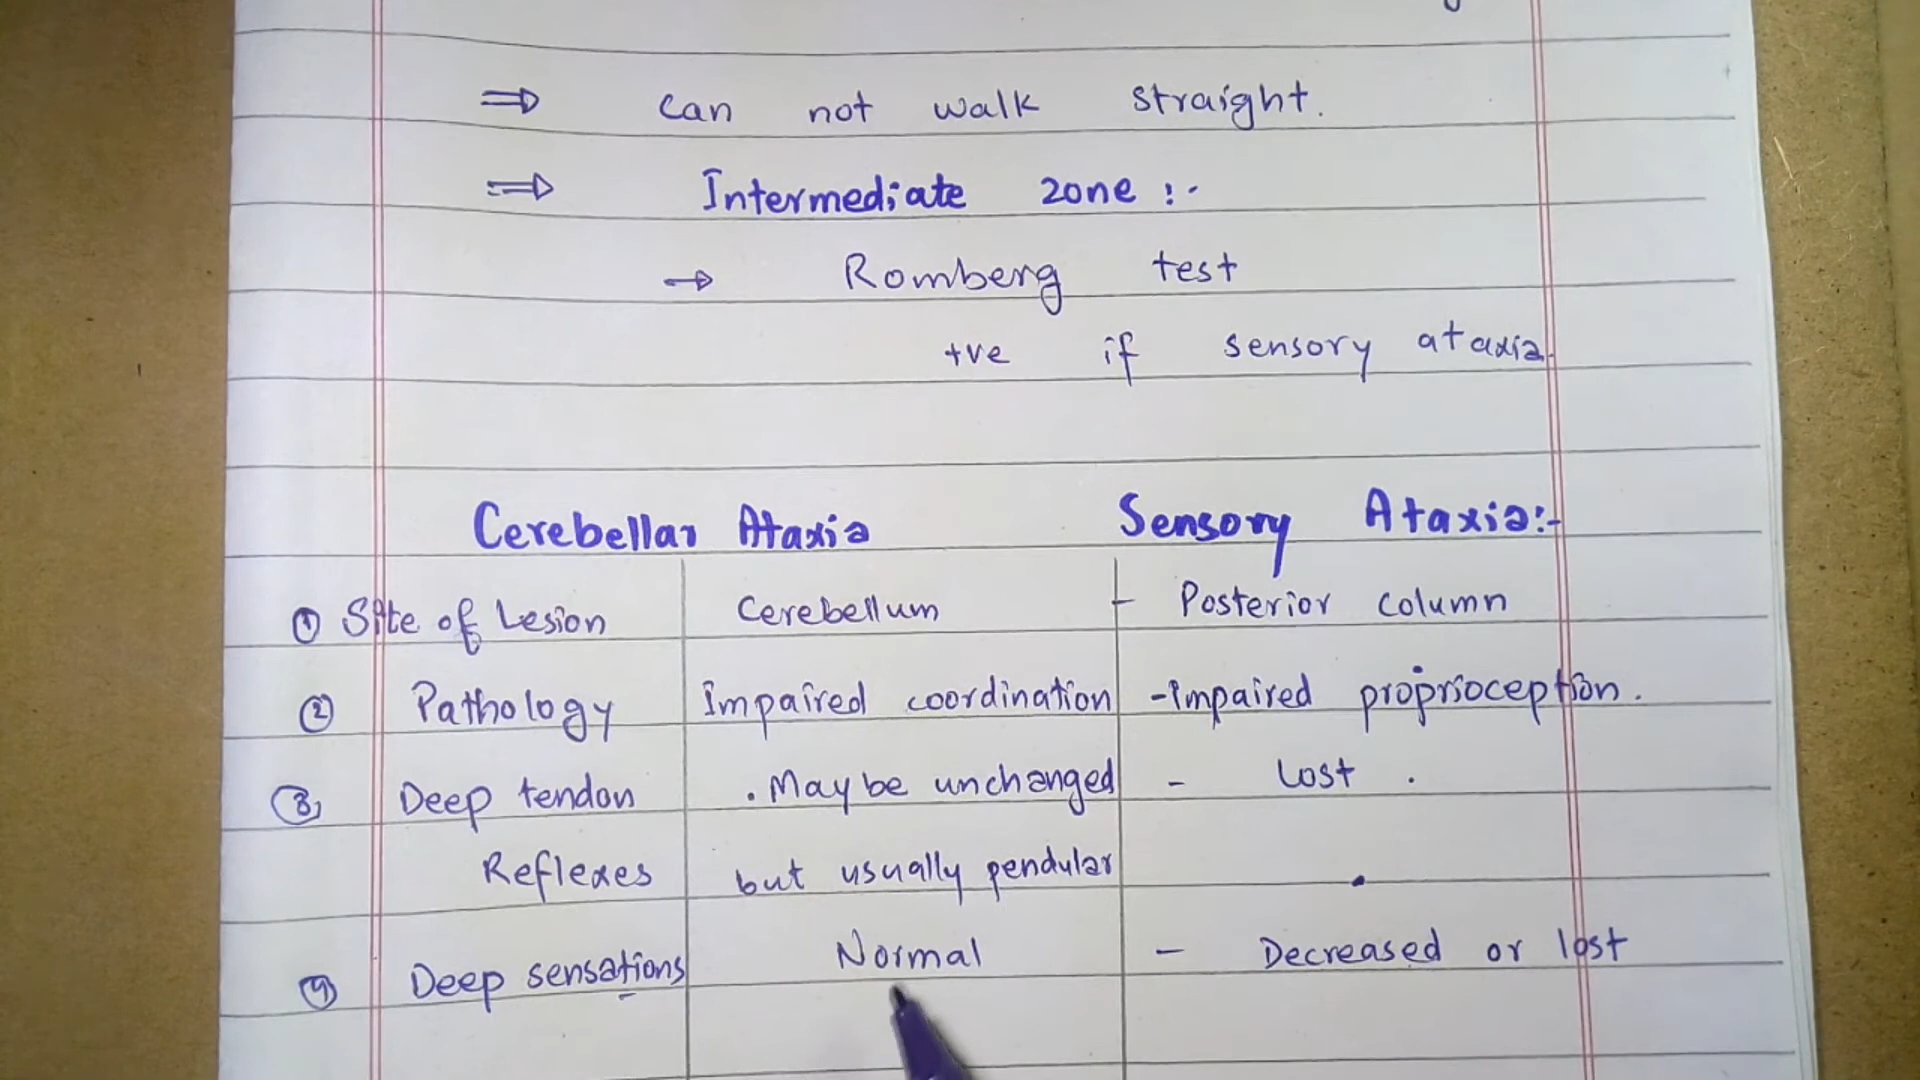 ⇒ can not walk straight.
⇒ Intermediate zone :-
→ Romberg test
+ve if sensory ataxia
Cerebellar Ataxia Sensory Ataxia:-
① Site of Lesion Cerebellum - Posterior column
② Pathology Impaired coordination - Impaired proprioception.
③ Deep tendon . May be unchanged - Lost .
Reflexes but usually pendular
④ Deep sensations Normal - Decreased or lost